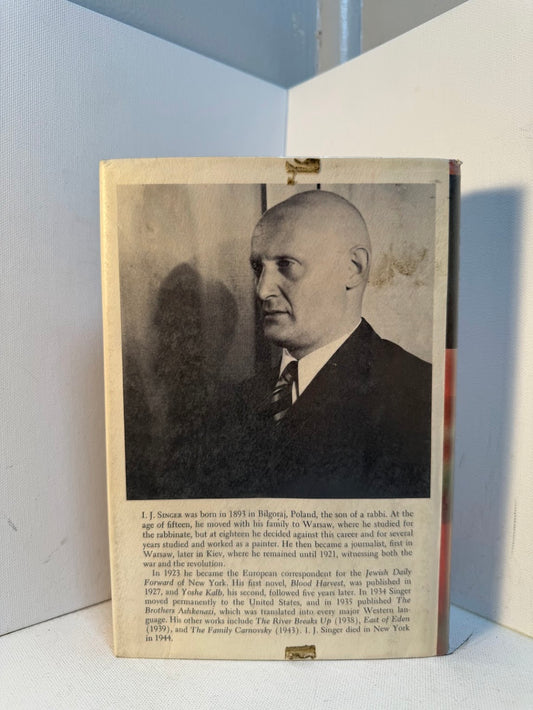 I. J. SINGER was born in 1893 in Bilgoraj, Poland, the son of a rabbi. At the
age of fifteen, he moved with his family to Warsaw, where he studied for
the rabbinate, but at eighteen he decided against this career and for several
years studied and worked as a painter. He then became a journalist, first in
Warsaw, later in Kiev, where he remained until 1921, witnessing both the
war and the revolution.
In 1923 he became the European correspondent for the Jewish Daily
Forward of New York. His first novel, Blood Harvest, was published in
1927, and Yoshe Kalb, his second, followed five years later. In 1934 Singer
moved permanently to the United States, and in 1935 published The
Brothers Ashkenazi, which was translated into every major Western lan-
guage. His other works include The River Breaks Up (1938), East of Eden
(1939), and The Family Carnovsky (1943). I. J. Singer died in New York
in 1944.